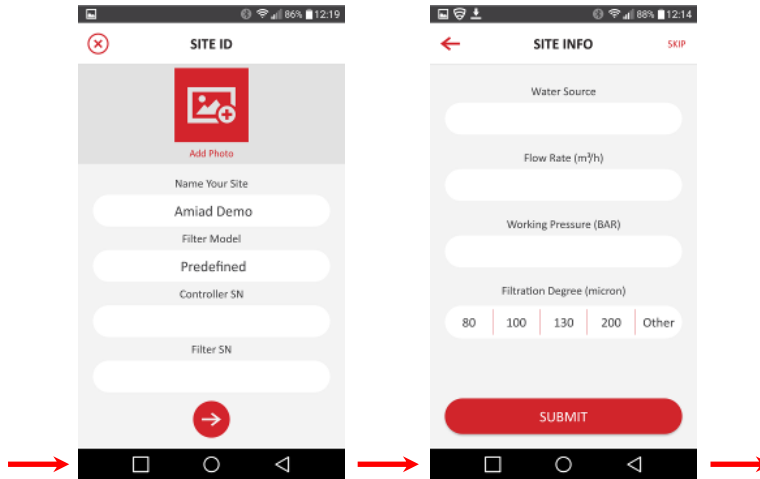 86% 12:19
SITE ID
Add Photo
Name Your Site
Amiad Demo
Filter Model
Predefined
Controller SN
Filter SN
88% 12:14
SITE INFO SKIP
Water Source
Flow Rate (m³/h)
Working Pressure (BAR)
Filtration Degree (micron)
80 100 130 200 Other
SUBMIT